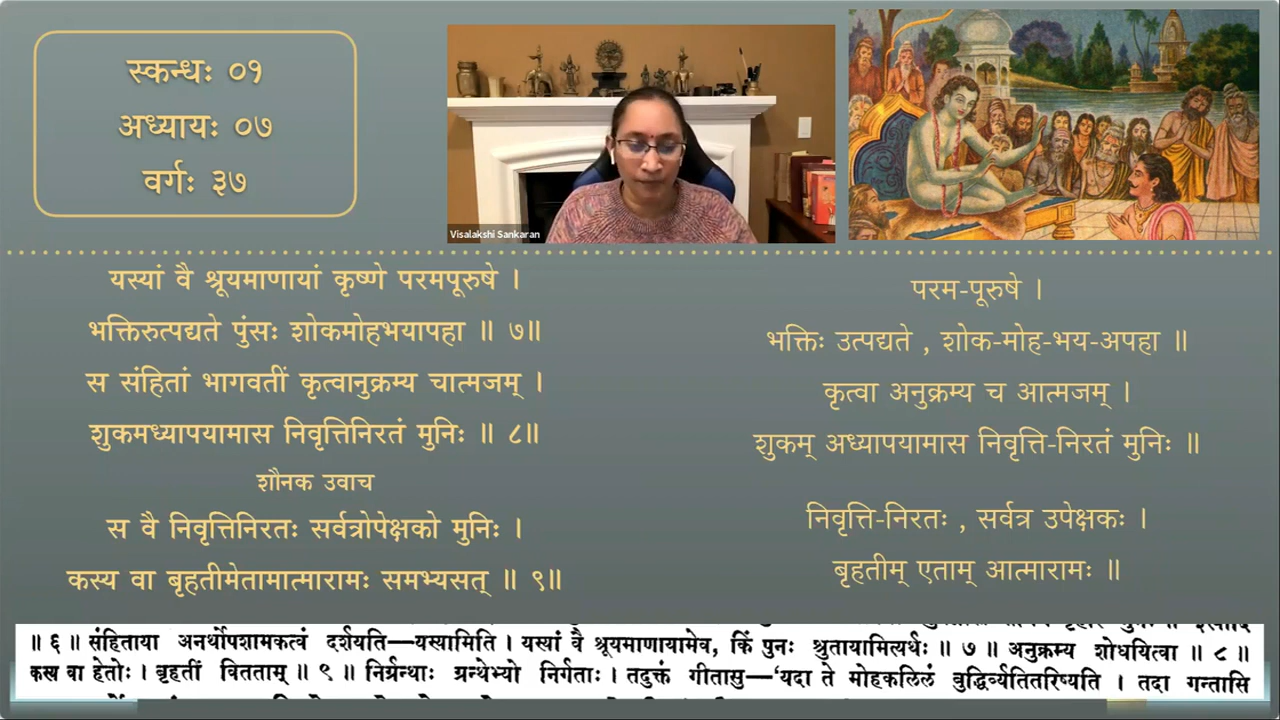 स्कन्धः ०१
अध्यायः ०७
वर्गः ३७
Visalakshi Sankaran
यस्यां वै श्रूयमाणायां कृष्णे परमपूरुषे ।
भक्तिरुत्पद्यते पुंसः शोकमोहभयापहा ॥ ७॥
स संहितां भागवतीं कृत्वानुक्रम्य चात्मजम् ।
शुकमध्यापयामास निवृत्तिनिरतं मुनिः ॥ ८॥
शौनक उवाच
स वै निवृत्तिनिरतः सर्वत्रोपेक्षको मुनिः ।
कस्य वा बृहतीमेतामात्मारामः समभ्यसत् ॥ ९॥
परम-पूरुषे ।
भक्तिः उत्पद्यते , शोक-मोह-भय-अपहा ॥
कृत्वा अनुक्रम्य च आत्मजम् ।
शुकम् अध्यापयामास निवृत्ति-निरतं मुनिः ॥
निवृत्ति-निरतः , सर्वत्र उपेक्षकः ।
बृहतीम् एताम् आत्मारामः ॥
॥ ६ ॥ संहिताया अनर्थोपशामकत्वं दर्शयति—यस्यामिति । यस्यां वै श्रूयमाणायामेव, किं पुनः श्रुतायामित्यर्थः ॥ ७ ॥ अनुक्रम्य शोधयित्वा ॥ ८ ॥
कस्य वा हेतोः । बृहतीं वितताम् ॥ ९ ॥ निर्ग्रन्थाः ग्रन्थेभ्यो निर्गताः । तदुक्तं गीतासु—'यदा ते मोहकलिलं बुद्धिर्व्यतितरिष्यति । तदा गन्तासि